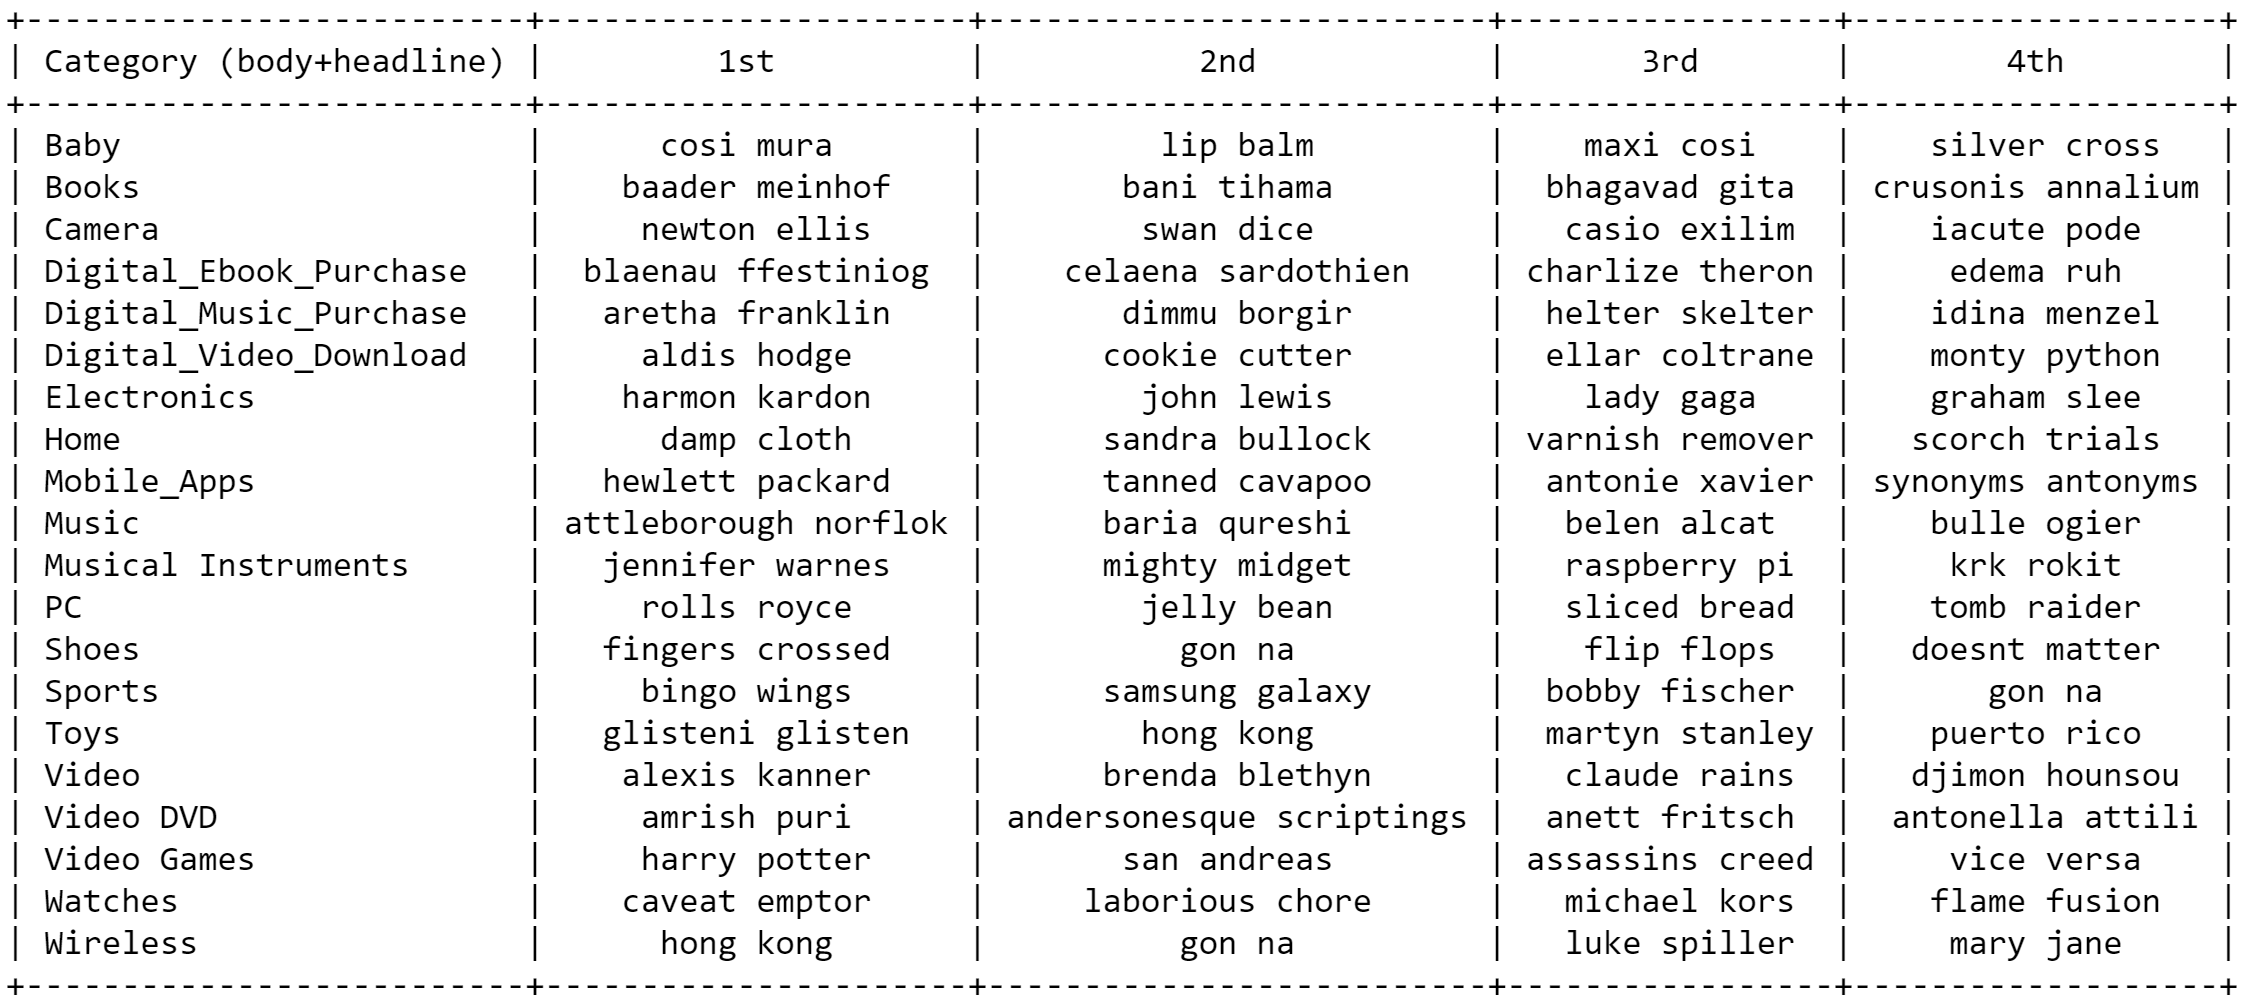 +--------------------------+----------------------+--------------------------+-----------------+-------------------+
| Category (body+headline) |         1st          |           2nd            |       3rd       |        4th        |
+--------------------------+----------------------+--------------------------+-----------------+-------------------+
| Baby                     |      cosi mura       |         lip balm         |    maxi cosi    |    silver cross   |
| Books                    |    baader meinhof    |       bani tihama        |  bhagavad gita  | crusonis annalium |
| Camera                   |     newton ellis     |        swan dice         |   casio exilim  |    iacute pode    |
| Digital_Ebook_Purchase   |  blaenau ffestiniog  |    celaena sardothien    | charlize theron |     edema ruh     |
| Digital_Music_Purchase   |   aretha franklin    |       dimmu borgir       |  helter skelter |    idina menzel   |
| Digital_Video_Download   |     aldis hodge      |      cookie cutter       |  ellar coltrane |    monty python   |
| Electronics              |    harmon kardon     |        john lewis        |    lady gaga    |    graham slee    |
| Home                     |      damp cloth      |      sandra bullock      | varnish remover |   scorch trials   |
| Mobile_Apps              |   hewlett packard    |      tanned cavapoo      |  antonie xavier | synonyms antonyms |
| Music                    | attleborough norflok |      baria qureshi       |   belen alcat   |    bulle ogier    |
| Musical Instruments      |   jennifer warnes    |      mighty midget       |   raspberry pi  |     krk rokit     |
| PC                       |     rolls royce      |        jelly bean        |   sliced bread  |    tomb raider    |
| Shoes                    |   fingers crossed    |          gon na          |    flip flops   |   doesnt matter   |
| Sports                   |     bingo wings      |      samsung galaxy      |  bobby fischer  |       gon na      |
| Toys                     |   glisteni glisten   |        hong kong         |  martyn stanley |    puerto rico    |
| Video                    |    alexis kanner     |      brenda blethyn      |   claude rains  |   djimon hounsou  |
| Video DVD                |     amrish puri      | andersonesque scriptings |  anett fritsch  |  antonella attili |
| Video Games              |     harry potter     |       san andreas        | assassins creed |     vice versa    |
| Watches                  |    caveat emptor     |     laborious chore      |   michael kors  |    flame fusion   |
| Wireless                 |      hong kong       |          gon na          |   luke spiller  |     mary jane     |
+--------------------------+----------------------+--------------------------+-----------------+-------------------+